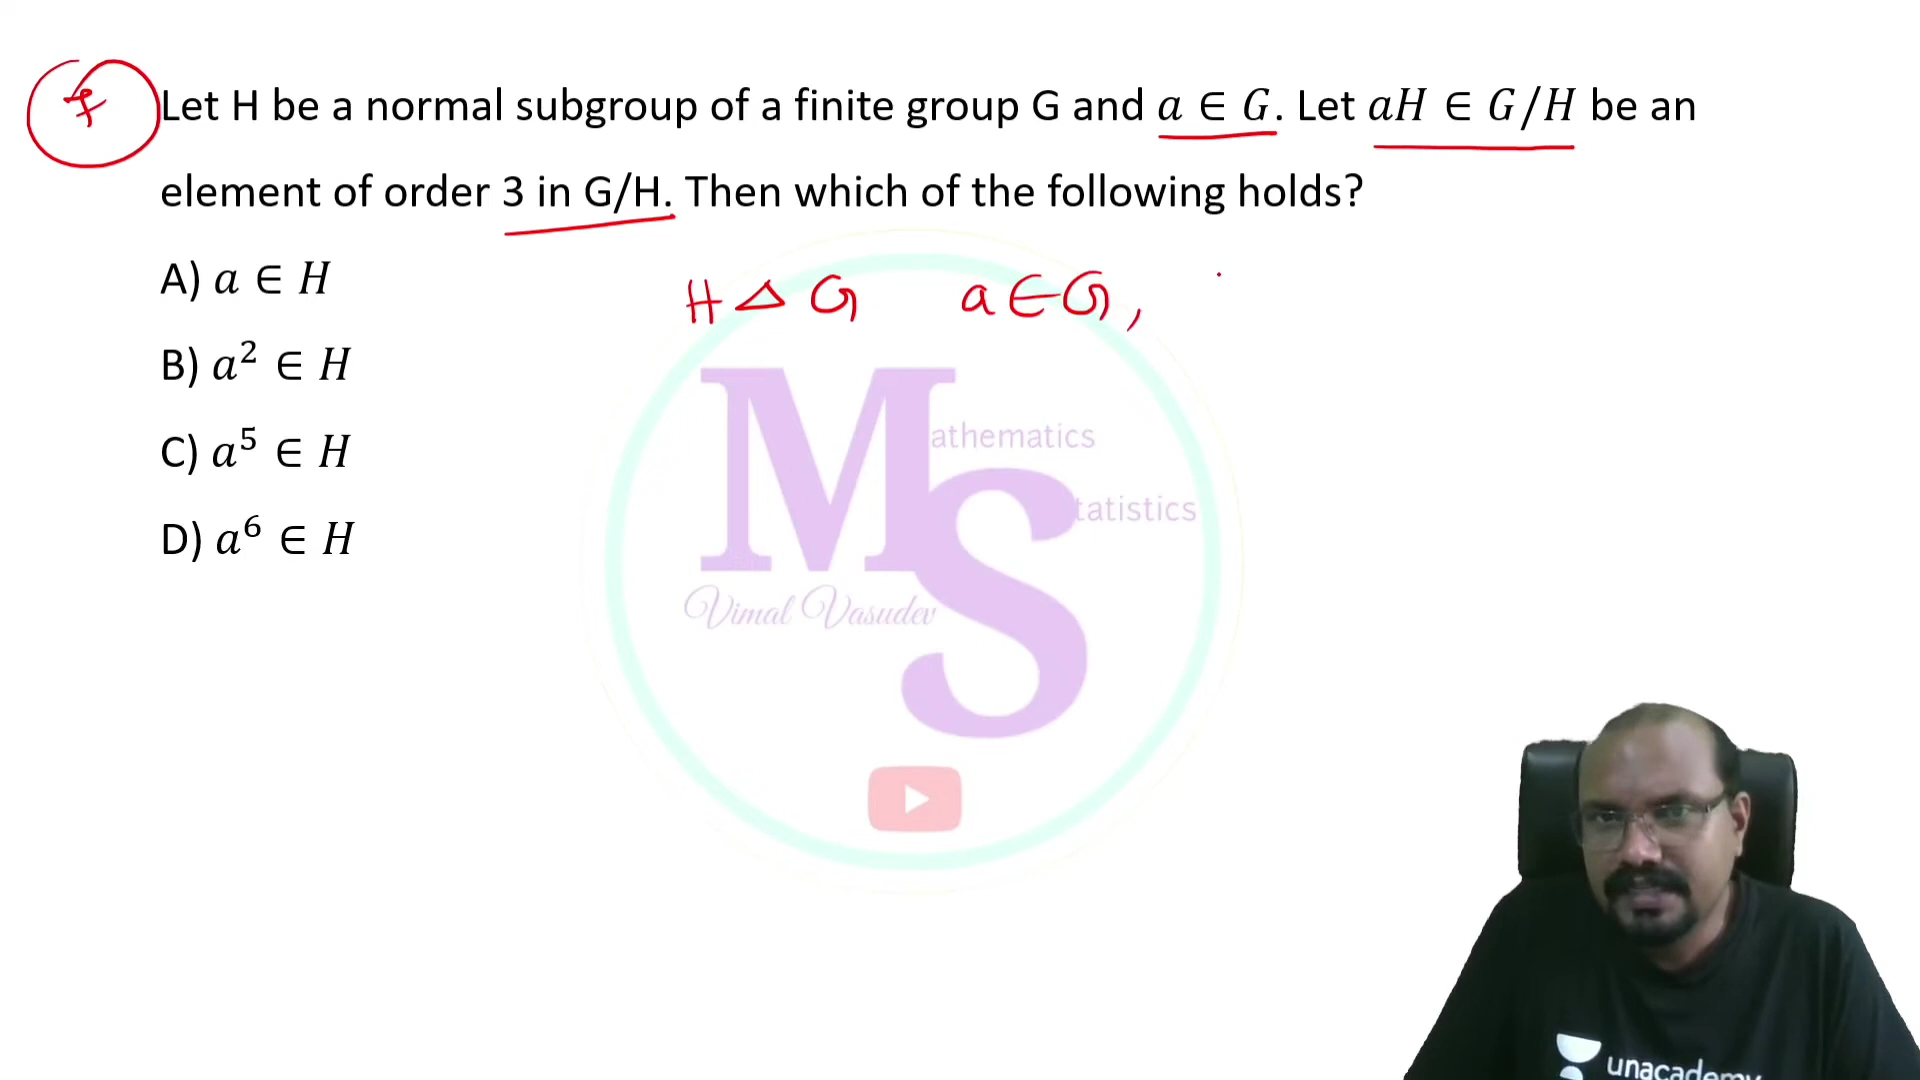 Let H be a normal subgroup of a finite group G and a ∈ G. Let aH ∈ G/H be an
element of order 3 in G/H. Then which of the following holds?
A) a ∈ H
H Δ G a ∈ G,
B) a² ∈ H
C) a⁵ ∈ H
D) a⁶ ∈ H
M athematics
S tatistics
Vimal Vasudev
unacademy